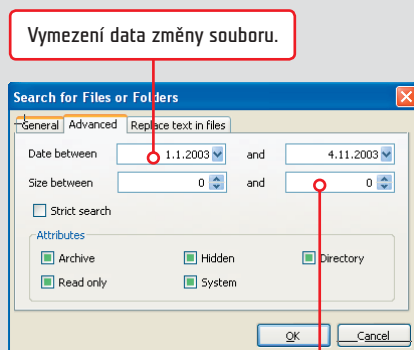 Vymezení data změny souboru.
Search for Files or Folders
General Advanced Replace text in files
Date between 1.1.2003 and 4.11.2003
Size between 0 and 0
Strict search
Attributes
Archive Hidden Directory
Read only System
OK Cancel